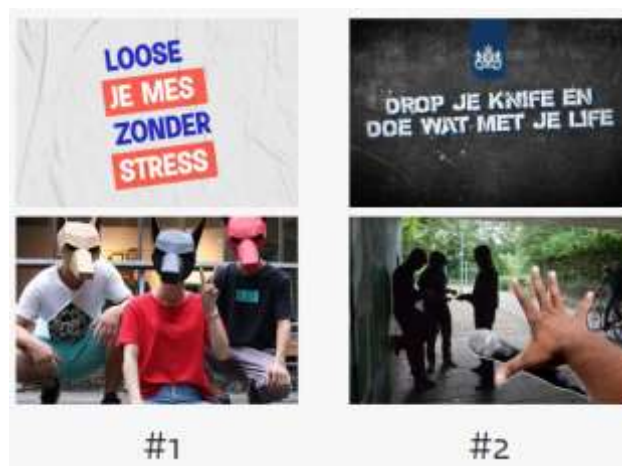 LOOSE
JE MES
ZONDER
STRESS
DROP JE KNIFE EN
DOE WAT MET JE LIFE
#1
#2